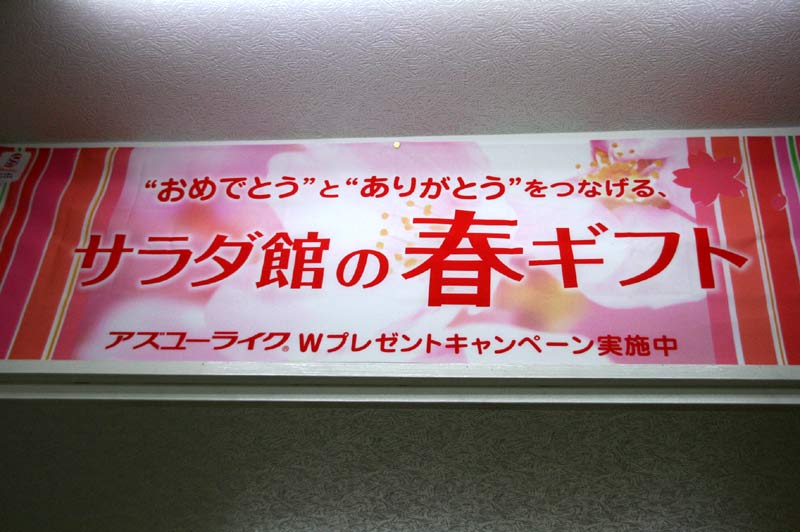 “おめでとう”と“ありがとう”をつなげる、
サラダ館の春ギフト
アズユーライク® Wプレゼントキャンペーン実施中